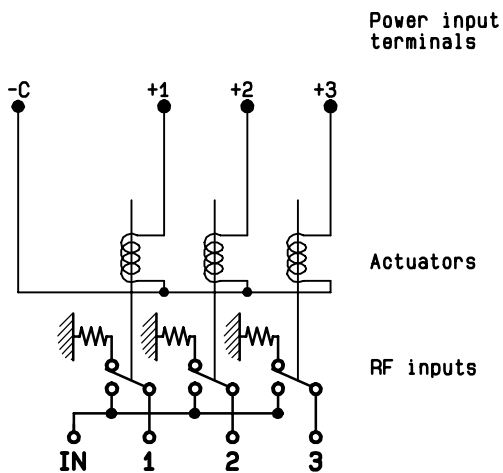 Power input
terminals
-C +1 +2 +3
Actuators
RF inputs
IN 1 2 3